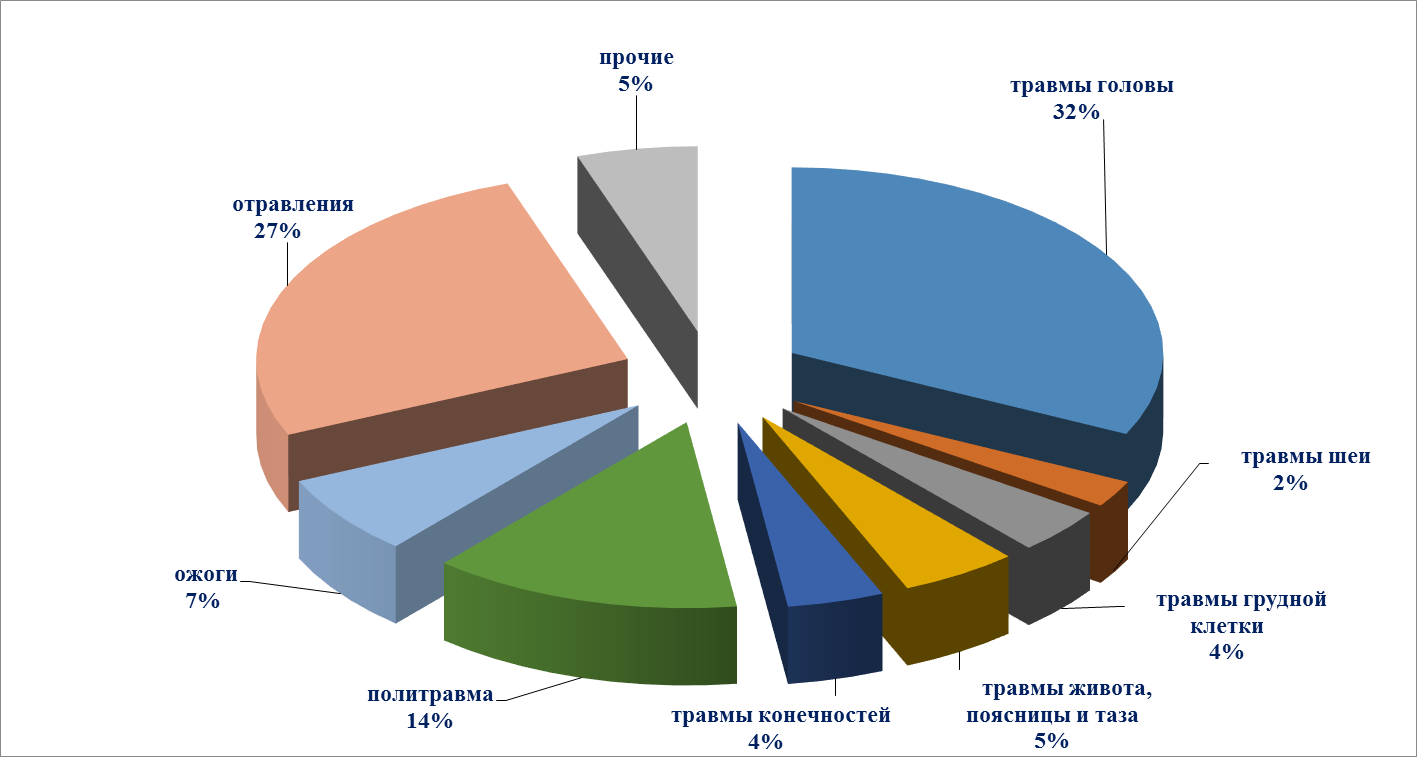 прочие
5%
травмы головы
32%
отравления
27%
травмы шеи
2%
ожоги
7%
травмы грудной
клетки
4%
политравма
14%
травмы конечностей
4%
травмы живота,
поясницы и таза
5%